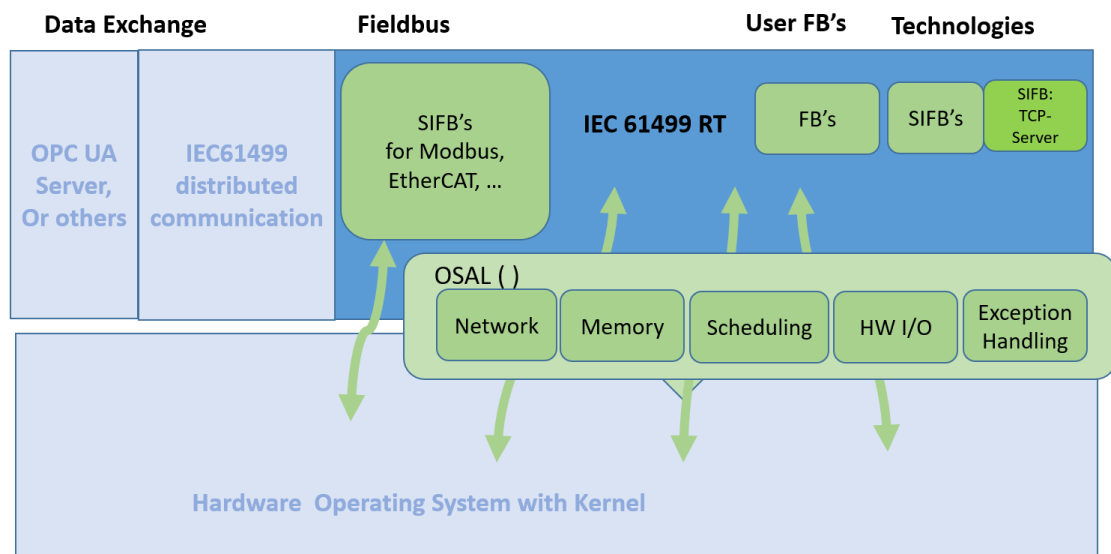 Data Exchange
Fieldbus
User FB's
Technologies
OPC UA
Server,
Or others
IEC61499
distributed
communication
SIFB's
for Modbus,
EtherCAT, ...
IEC 61499 RT
FB's
SIFB's
SIFB:
TCP-
Server
OSAL ( )
Network
Memory
Scheduling
HW I/O
Exception
Handling
Hardware Operating System with Kernel